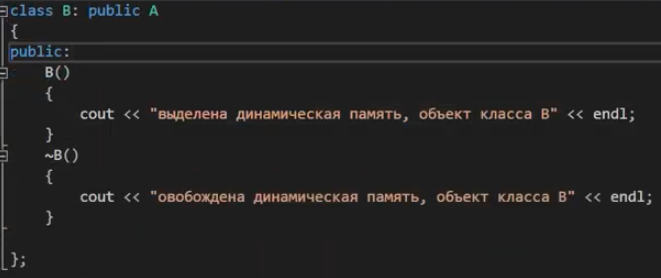 class B: public A
{
public:
B()
{
cout << "выделена динамическая память, объект класса B" << endl;
}
~B()
{
cout << "овобождена динамическая память, объект класса B" << endl;
}
};